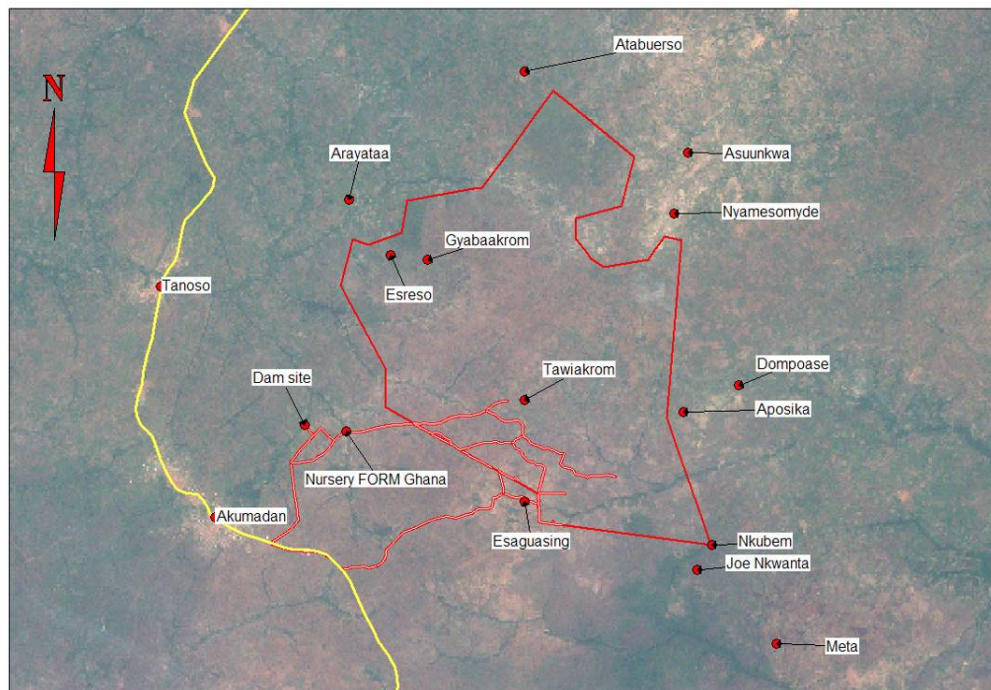 N
Atabuerso
Asuunkwa
Arayataa
Nyamesomyde
Gyabaakrom
Esreso
Tanoso
Dompoase
Dam site
Tawiakrom
Aposika
Nursery FORM Ghana
Akumadan
Esaguasing
Nkubem
Joe Nkwanta
Meta